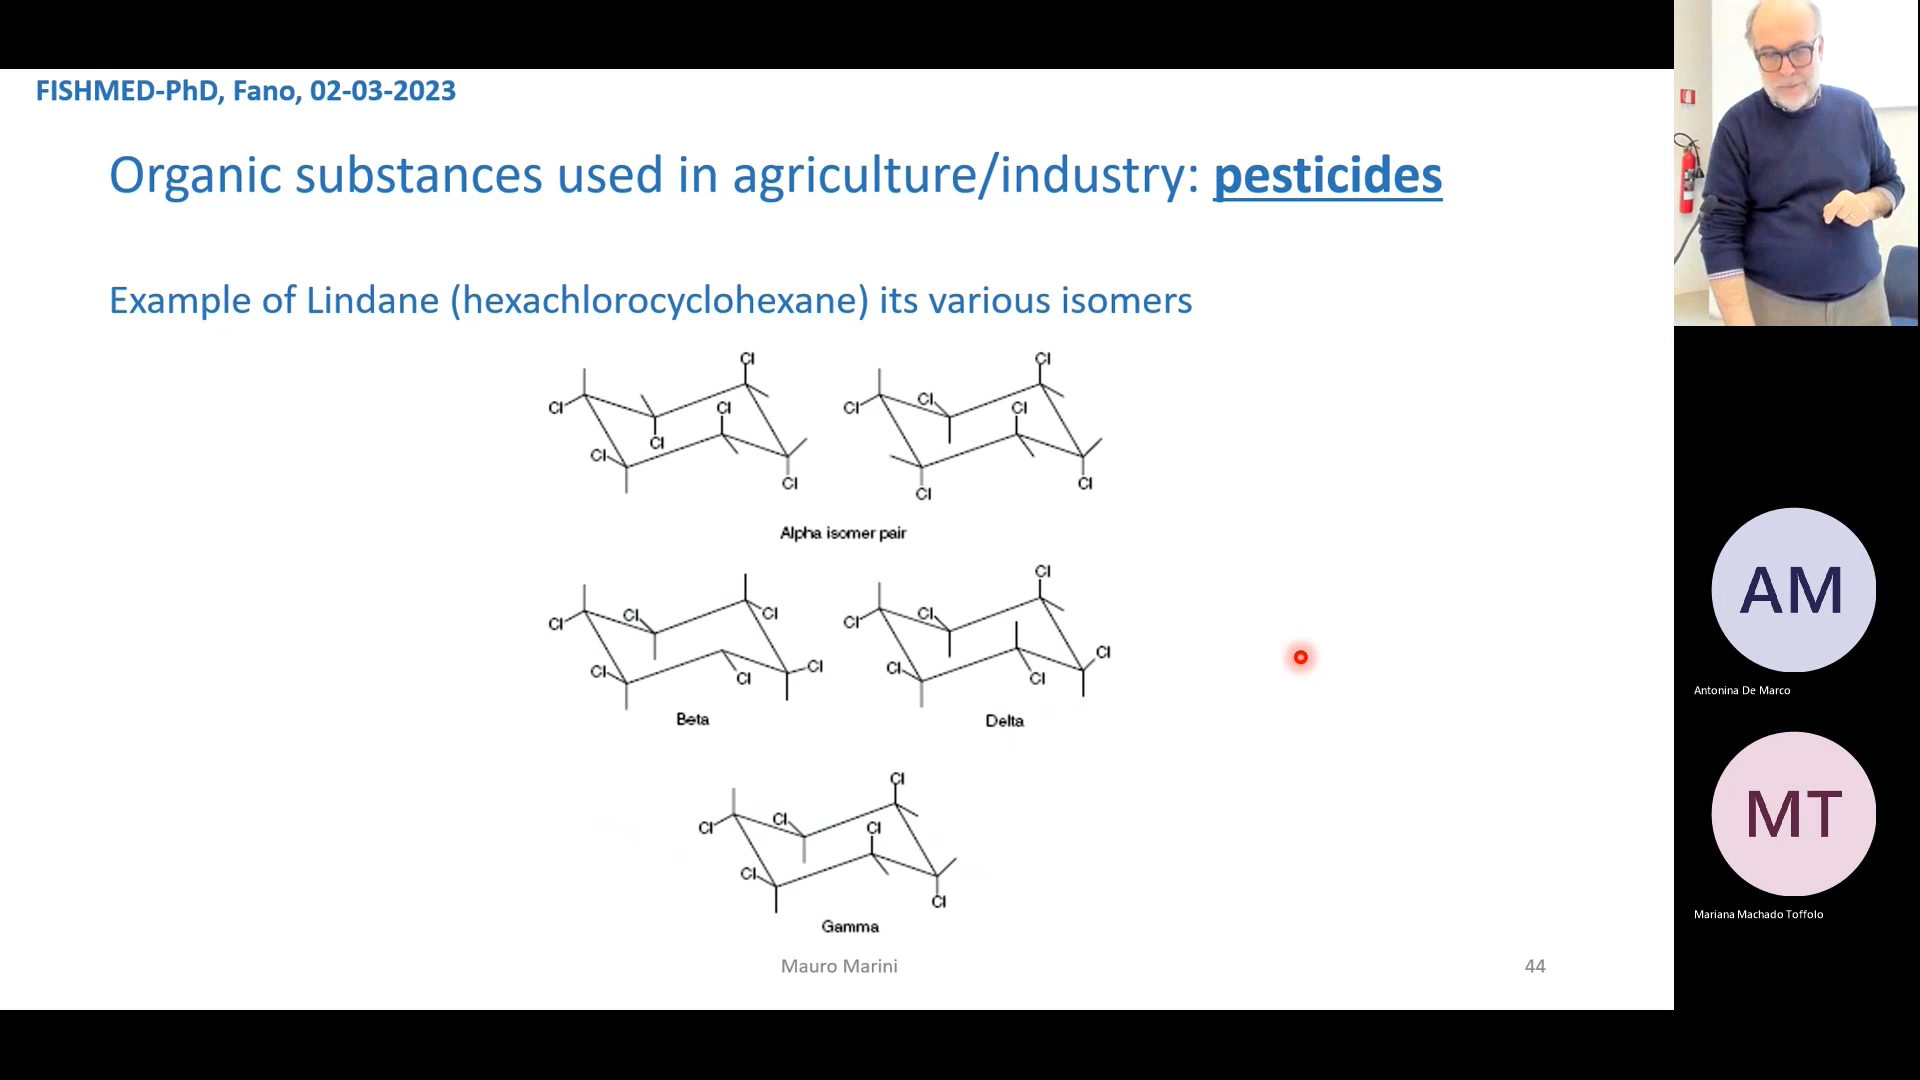 FISHMED-PhD, Fano, 02-03-2023
Organic substances used in agriculture/industry: pesticides
Example of Lindane (hexachlorocyclohexane) its various isomers
Cl
Cl
Cl
Cl
Cl
Cl
Cl
Cl
Cl
Cl
Cl
Cl
Alpha isomer pair
Cl
Cl
Cl
Cl
Cl
Cl
Beta
Cl
Cl
Cl
Cl
Cl
Cl
Delta
Cl
Cl
Cl
Cl
Cl
Cl
Gamma
Mauro Marini
44
AM
Antonina De Marco
MT
Mariana Machado Toffolo